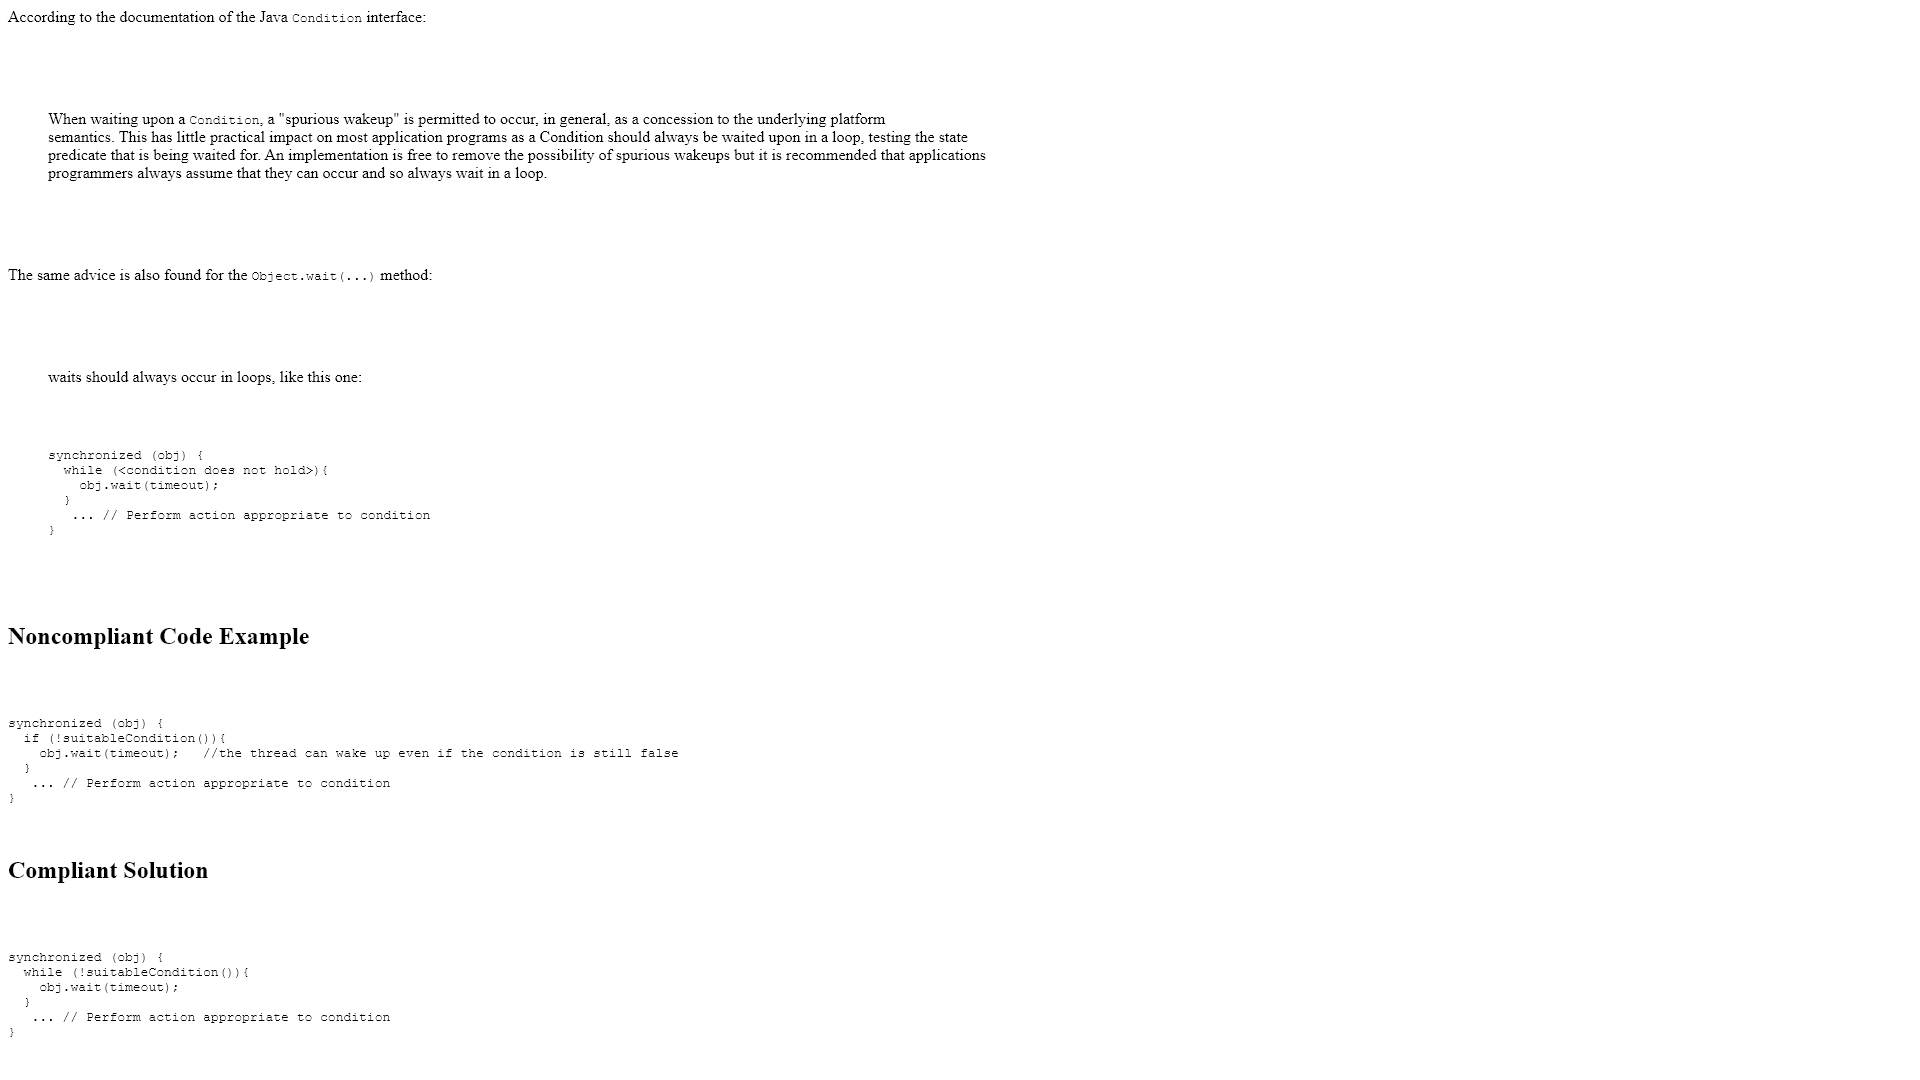 According to the documentation of the Java Condition interface:
When waiting upon a Condition, a "spurious wakeup" is permitted to occur, in general, as a concession to the underlying platform
semantics. This has little practical impact on most application programs as a Condition should always be waited upon in a loop, testing the state
predicate that is being waited for. An implementation is free to remove the possibility of spurious wakeups but it is recommended that applications
programmers always assume that they can occur and so always wait in a loop.
The same advice is also found for the Object.wait(...) method:
waits should always occur in loops, like this one:
synchronized (obj) {
  while (<condition does not hold>){
    obj.wait(timeout);
  }
   ... // Perform action appropriate to condition
}
Noncompliant Code Example
synchronized (obj) {
  if (!suitableCondition()){
    obj.wait(timeout);   //the thread can wake up even if the condition is still false
  }
   ... // Perform action appropriate to condition
}
Compliant Solution
synchronized (obj) {
  while (!suitableCondition()){
    obj.wait(timeout);
  }
   ... // Perform action appropriate to condition
}